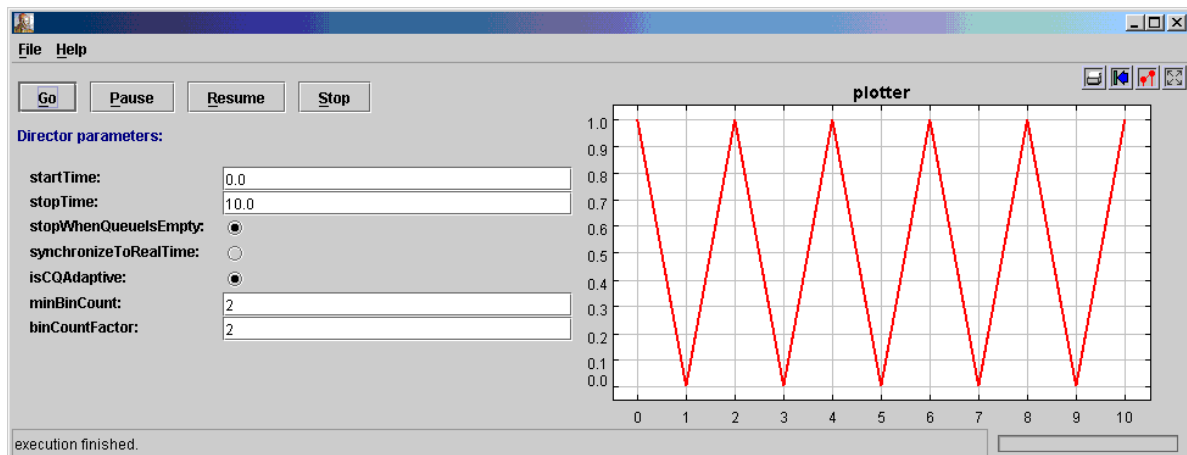 File Help
Go Pause Resume Stop
Director parameters:
startTime: 0.0
stopTime: 10.0
stopWhenQueueIsEmpty:
synchronizeToRealTime:
isCQAdaptive:
minBinCount: 2
binCountFactor: 2
plotter
1.0
0.9
0.8
0.7
0.6
0.5
0.4
0.3
0.2
0.1
0.0
0 1 2 3 4 5 6 7 8 9 10
execution finished.